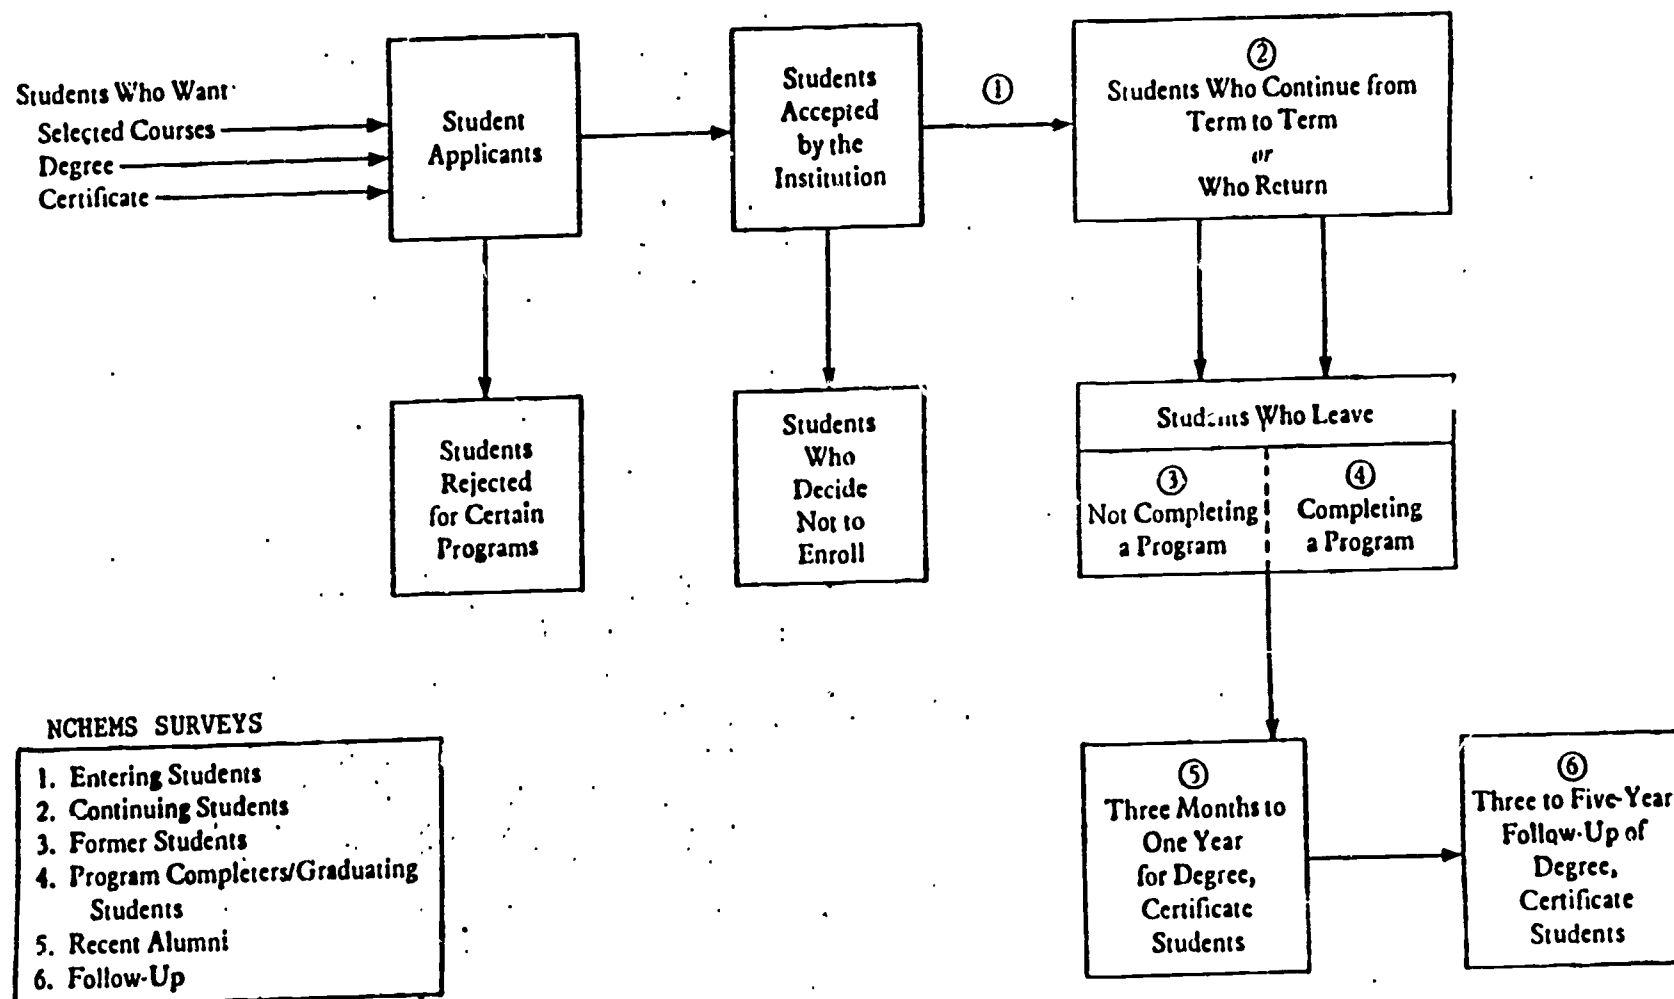 Students Who Want
Selected Courses
Degree
Certificate
Student
Applicants
Students
Accepted
by the
Institution
①
②
Students Who Continue from
Term to Term
or
Who Return
Students
Rejected
for Certain
Programs
Students
Who
Decide
Not to
Enroll
Students Who Leave
③
Not Completing
a Program
④
Completing
a Program
NCHEMS SURVEYS
1. Entering Students
2. Continuing Students
3. Former Students
4. Program Completers/Graduating
Students
5. Recent Alumni
6. Follow-Up
⑤
Three Months to
One Year
for Degree,
Certificate
Students
⑥
Three to Five-Year
Follow-Up of
Degree,
Certificate
Students